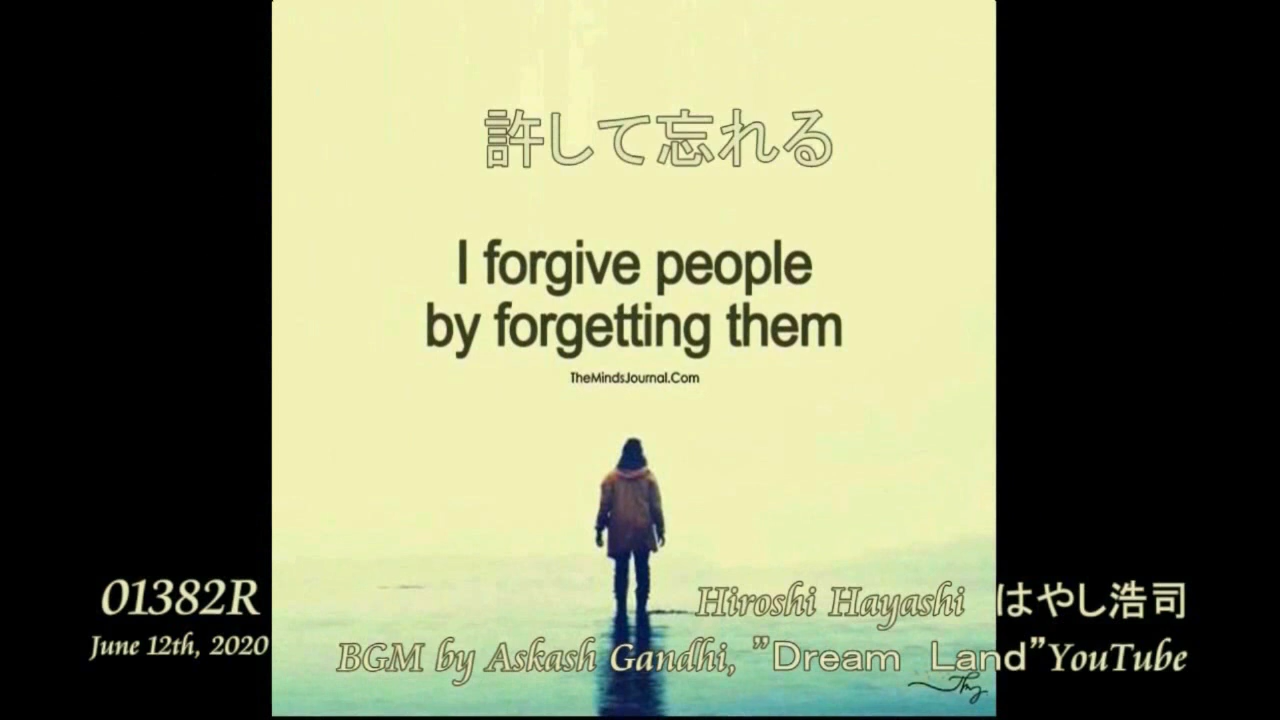 許して忘れる
I forgive people
by forgetting them
TheMindsJournal.Com
01382R
Hiroshi Hayashi はやし浩司
June 12th, 2020
BGM by Askash Gandhi, ”Dream Land”YouTube